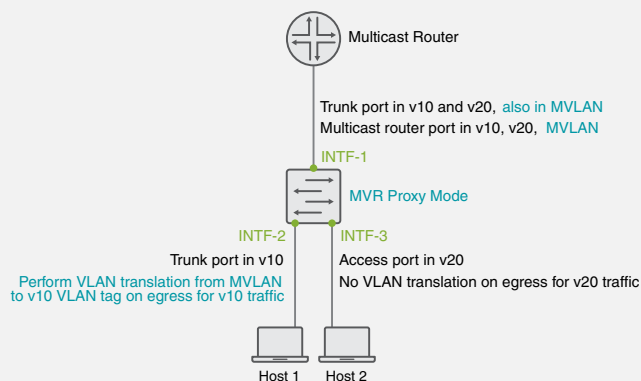 Multicast Router
Trunk port in v10 and v20, also in MVLAN
Multicast router port in v10, v20, MVLAN
INTF-1
MVR Proxy Mode
INTF-2
INTF-3
Trunk port in v10
Perform VLAN translation from MVLAN
to v10 VLAN tag on egress for v10 traffic
Access port in v20
No VLAN translation on egress for v20 traffic
Host 1
Host 2